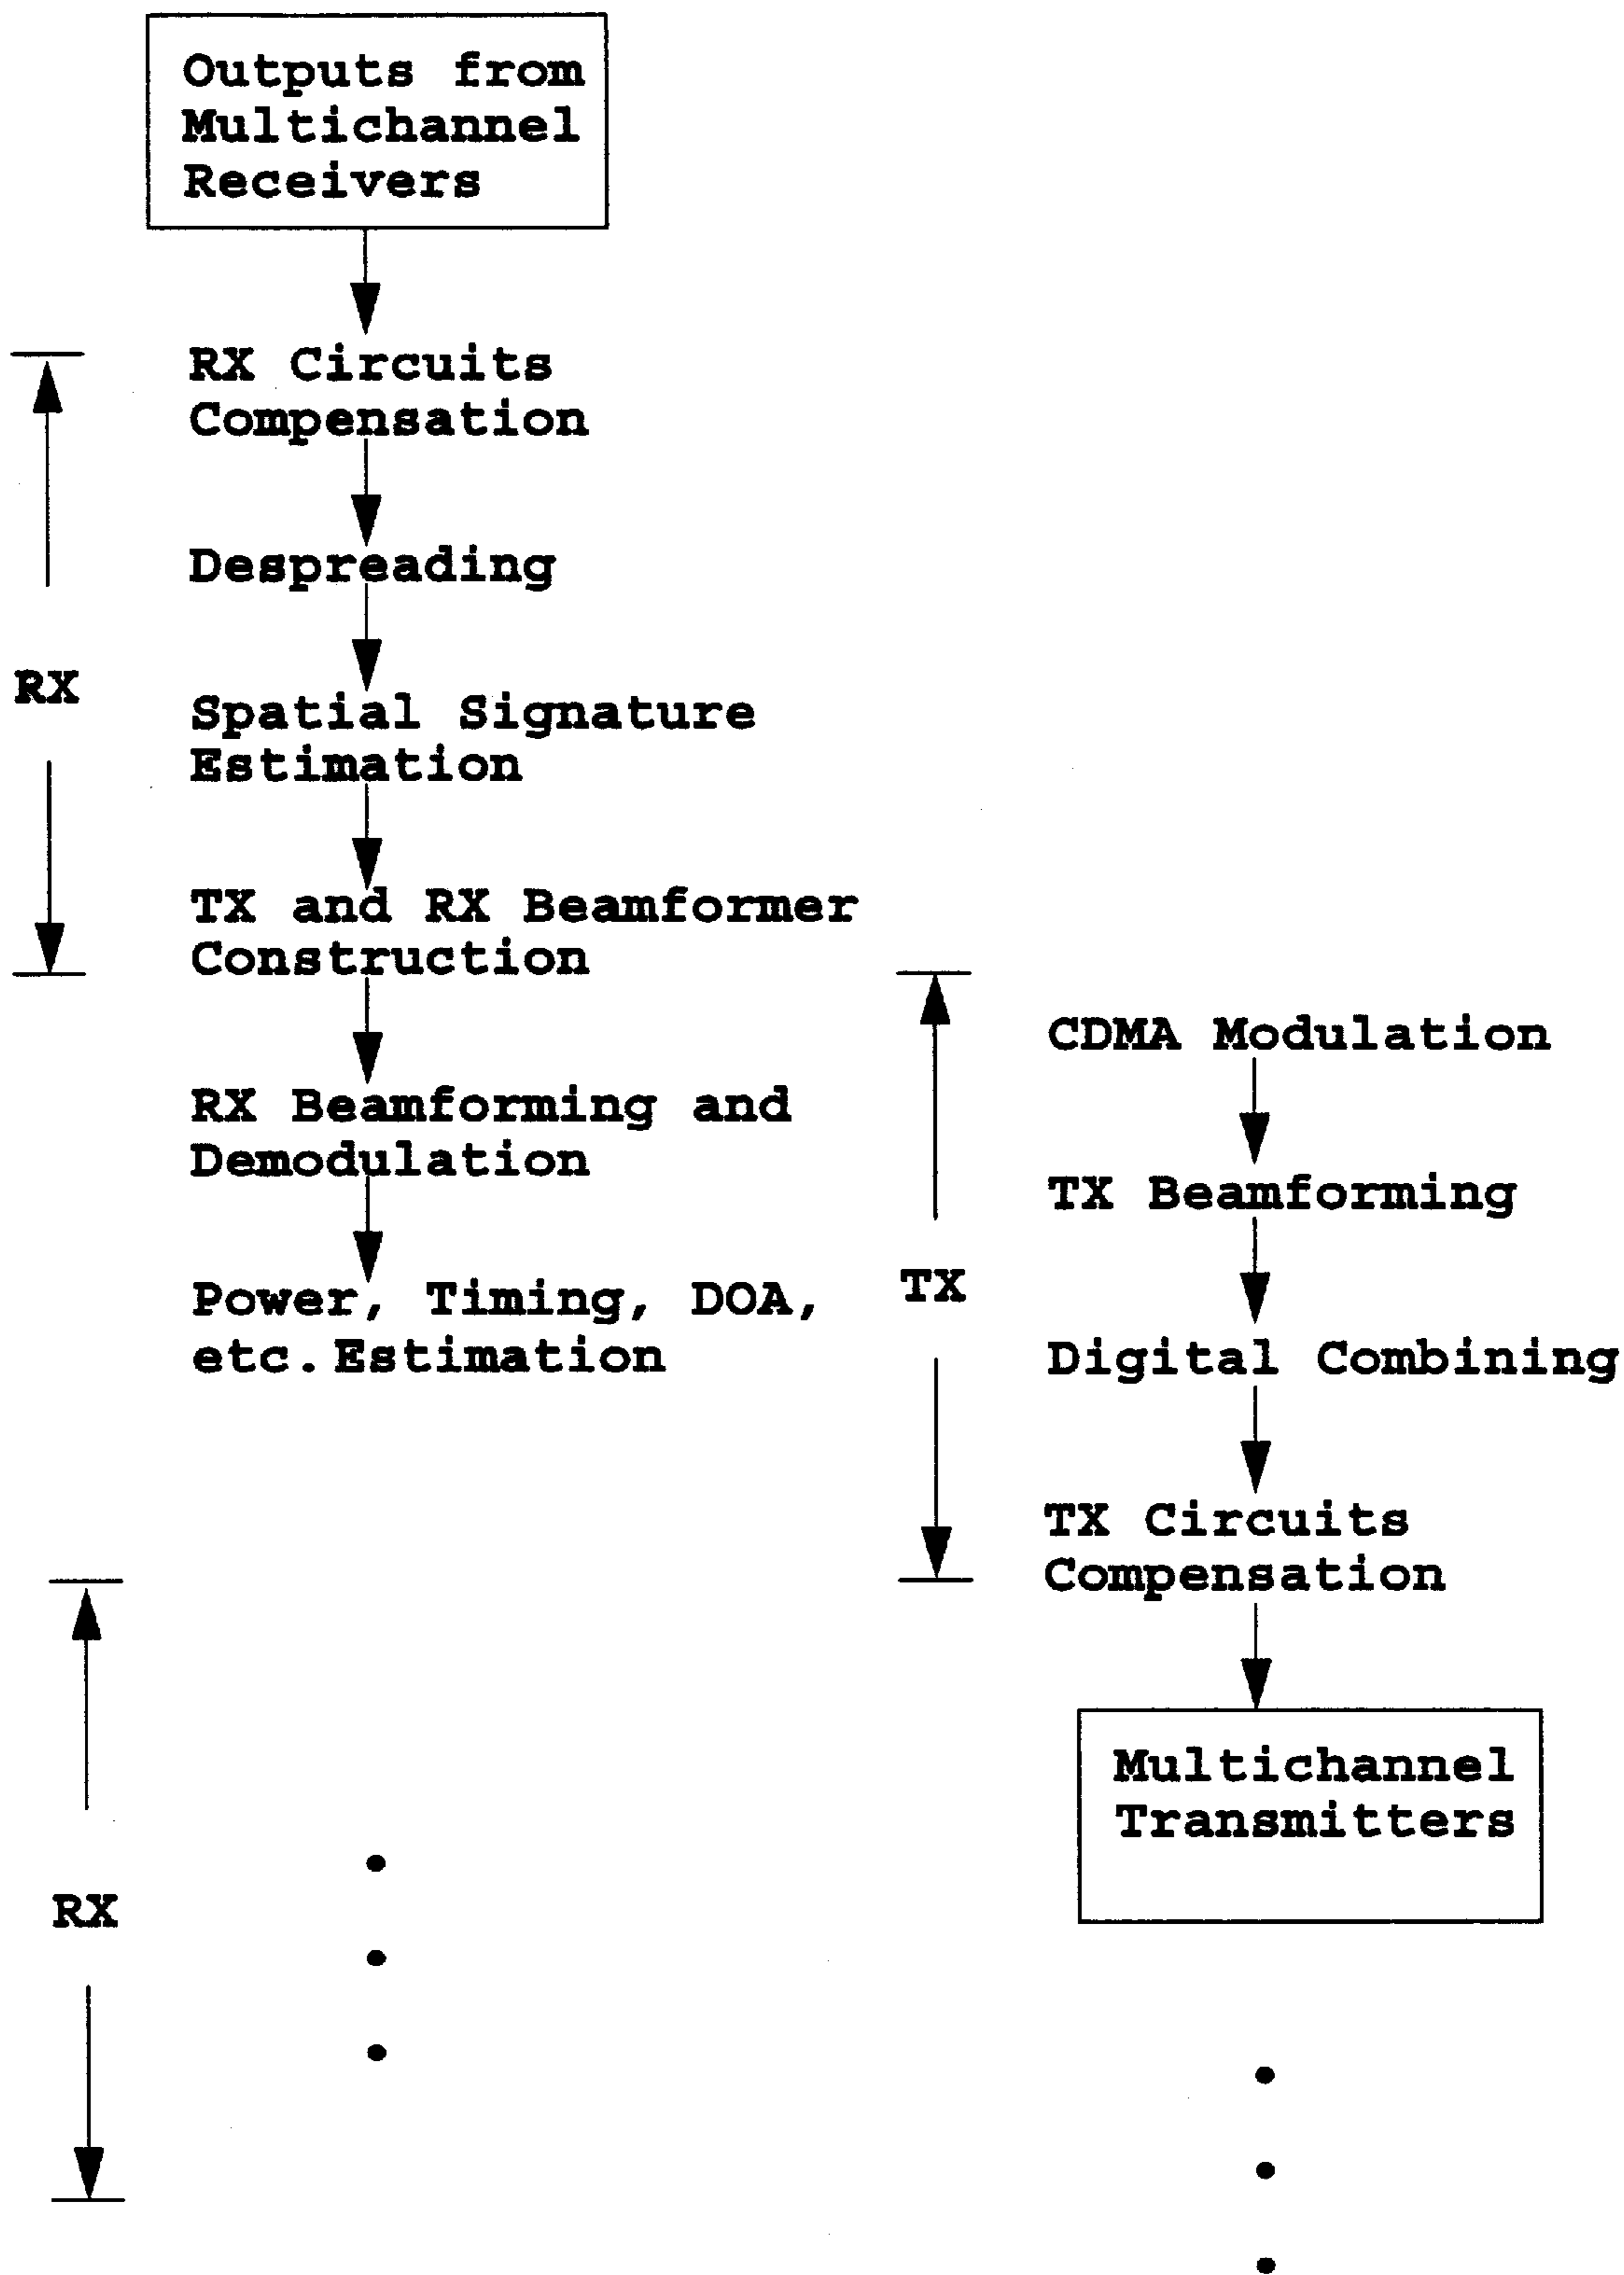 Outputs from
Multichannel
Receivers
RX Circuits
Compensation
Despreading
RX
Spatial Signature
Estimation
TX and RX Beamformer
Construction
RX Beamforming and
Demodulation
Power, Timing, DOA,
etc. Estimation
CDMA Modulation
TX Beamforming
TX
Digital Combining
TX Circuits
Compensation
Multichannel
Transmitters
RX